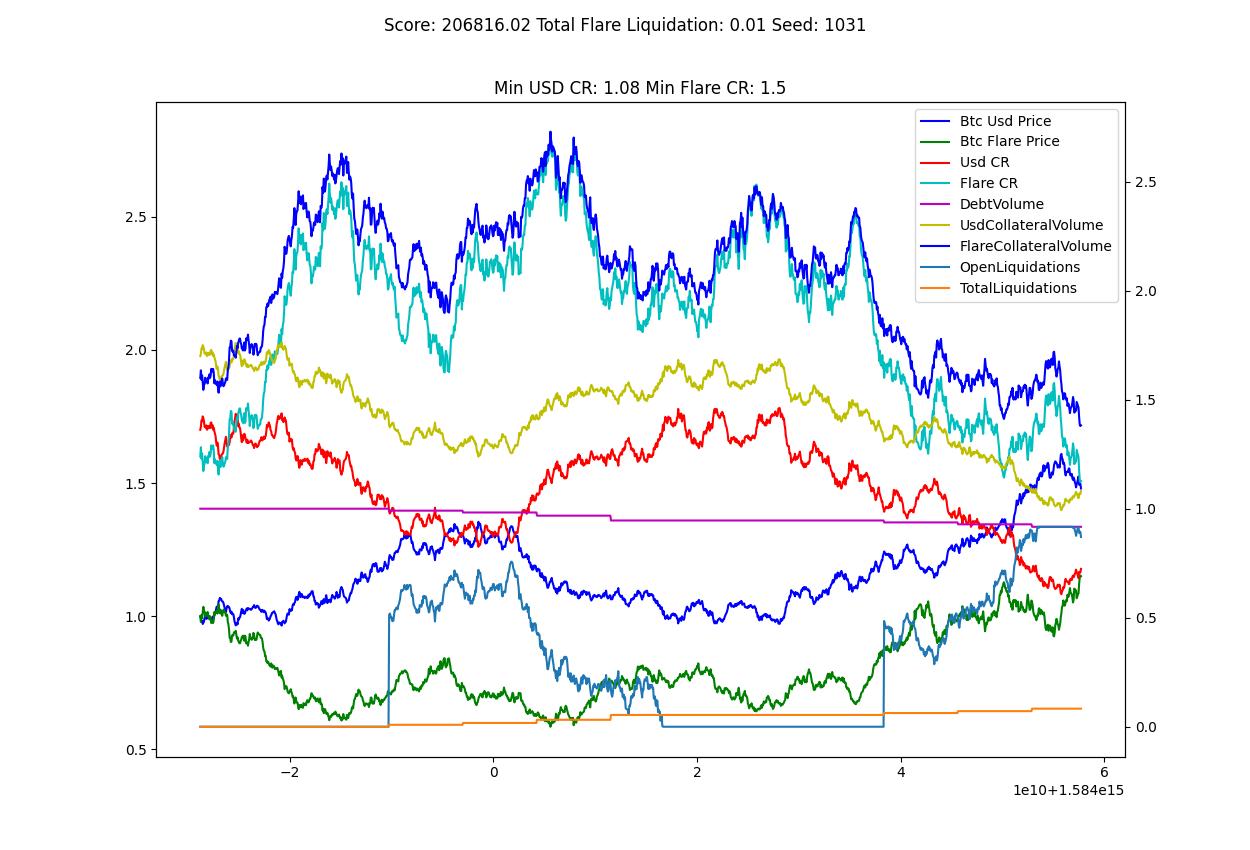 Score: 206816.02 Total Flare Liquidation: 0.01 Seed: 1031
Min USD CR: 1.08 Min Flare CR: 1.5
Btc Usd Price
Btc Flare Price
Usd CR
Flare CR
DebtVolume
UsdCollateralVolume
FlareCollateralVolume
OpenLiquidations
TotalLiquidations
2.5
2.0
1.5
1.0
0.5
2.5
2.0
1.5
1.0
0.5
0.0
−2 0 2 4 6
1e10+1.584e15